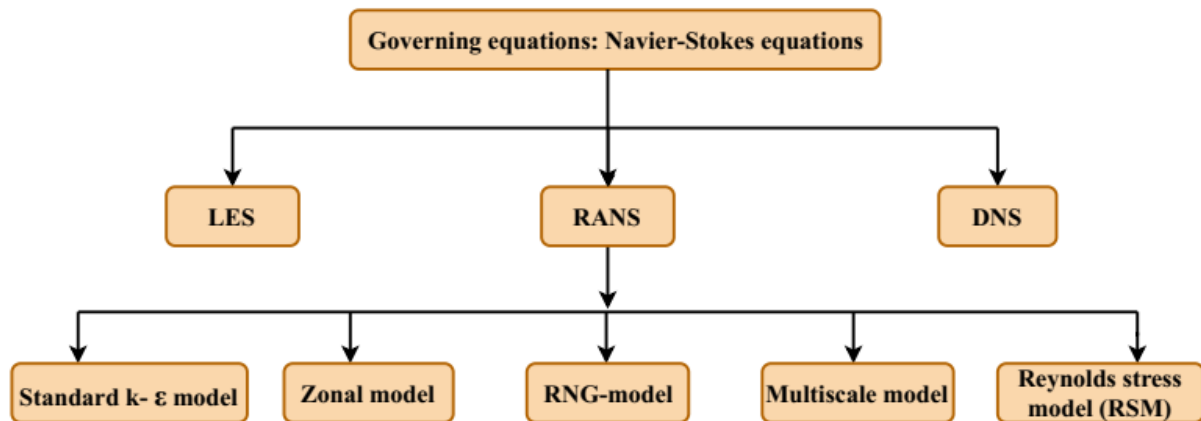 Governing equations: Navier-Stokes equations
LES
RANS
DNS
Standard k- ε model
Zonal model
RNG-model
Multiscale model
Reynolds stress
model (RSM)